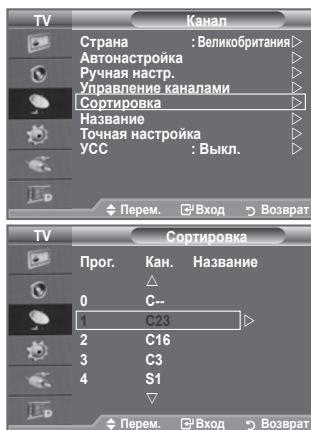 TV Канал
Страна : Великобритания
Автонастройка
Ручная настр.
Управление каналами
Сортировка
Название
Точная настройка
УСС : Выкл.
Перем. Вход Возврат
TV Сортировка
Прог. Кан. Название
0 C--
1 C23
2 C16
3 C3
4 S1
Перем. Вход Возврат